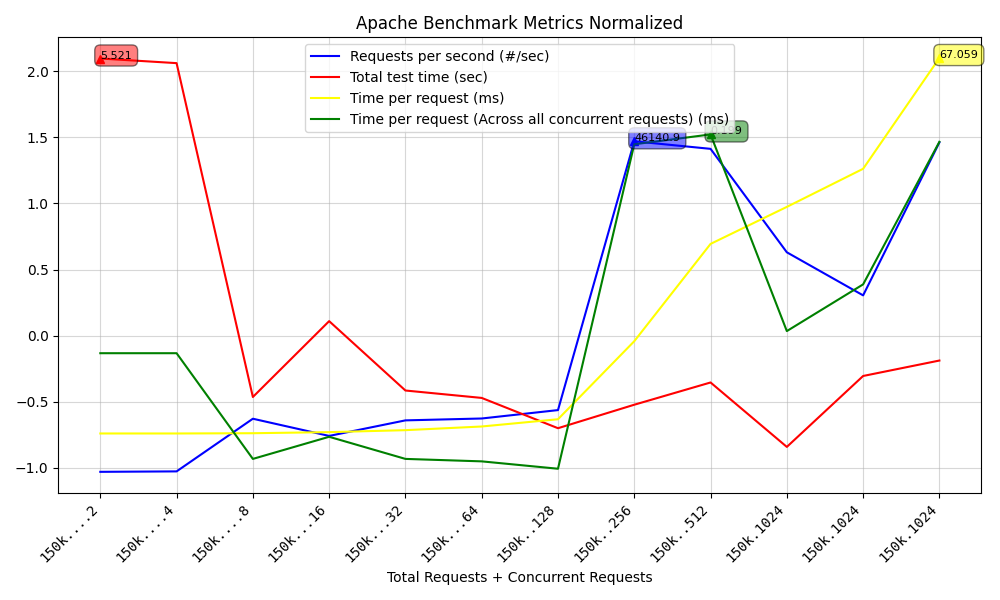 Apache Benchmark Metrics Normalized
5.521
67.059
Requests per second (#/sec)
Total test time (sec)
Time per request (ms)
Time per request (Across all concurrent requests) (ms)
46140.9
2.0
1.5
1.0
0.5
0.0
−0.5
−1.0
150k....2
150k....4
150k....8
150k...16
150k...32
150k...64
150k..128
150k..256
150k..512
150k.1024
150k.1024
150k.1024
Total Requests + Concurrent Requests